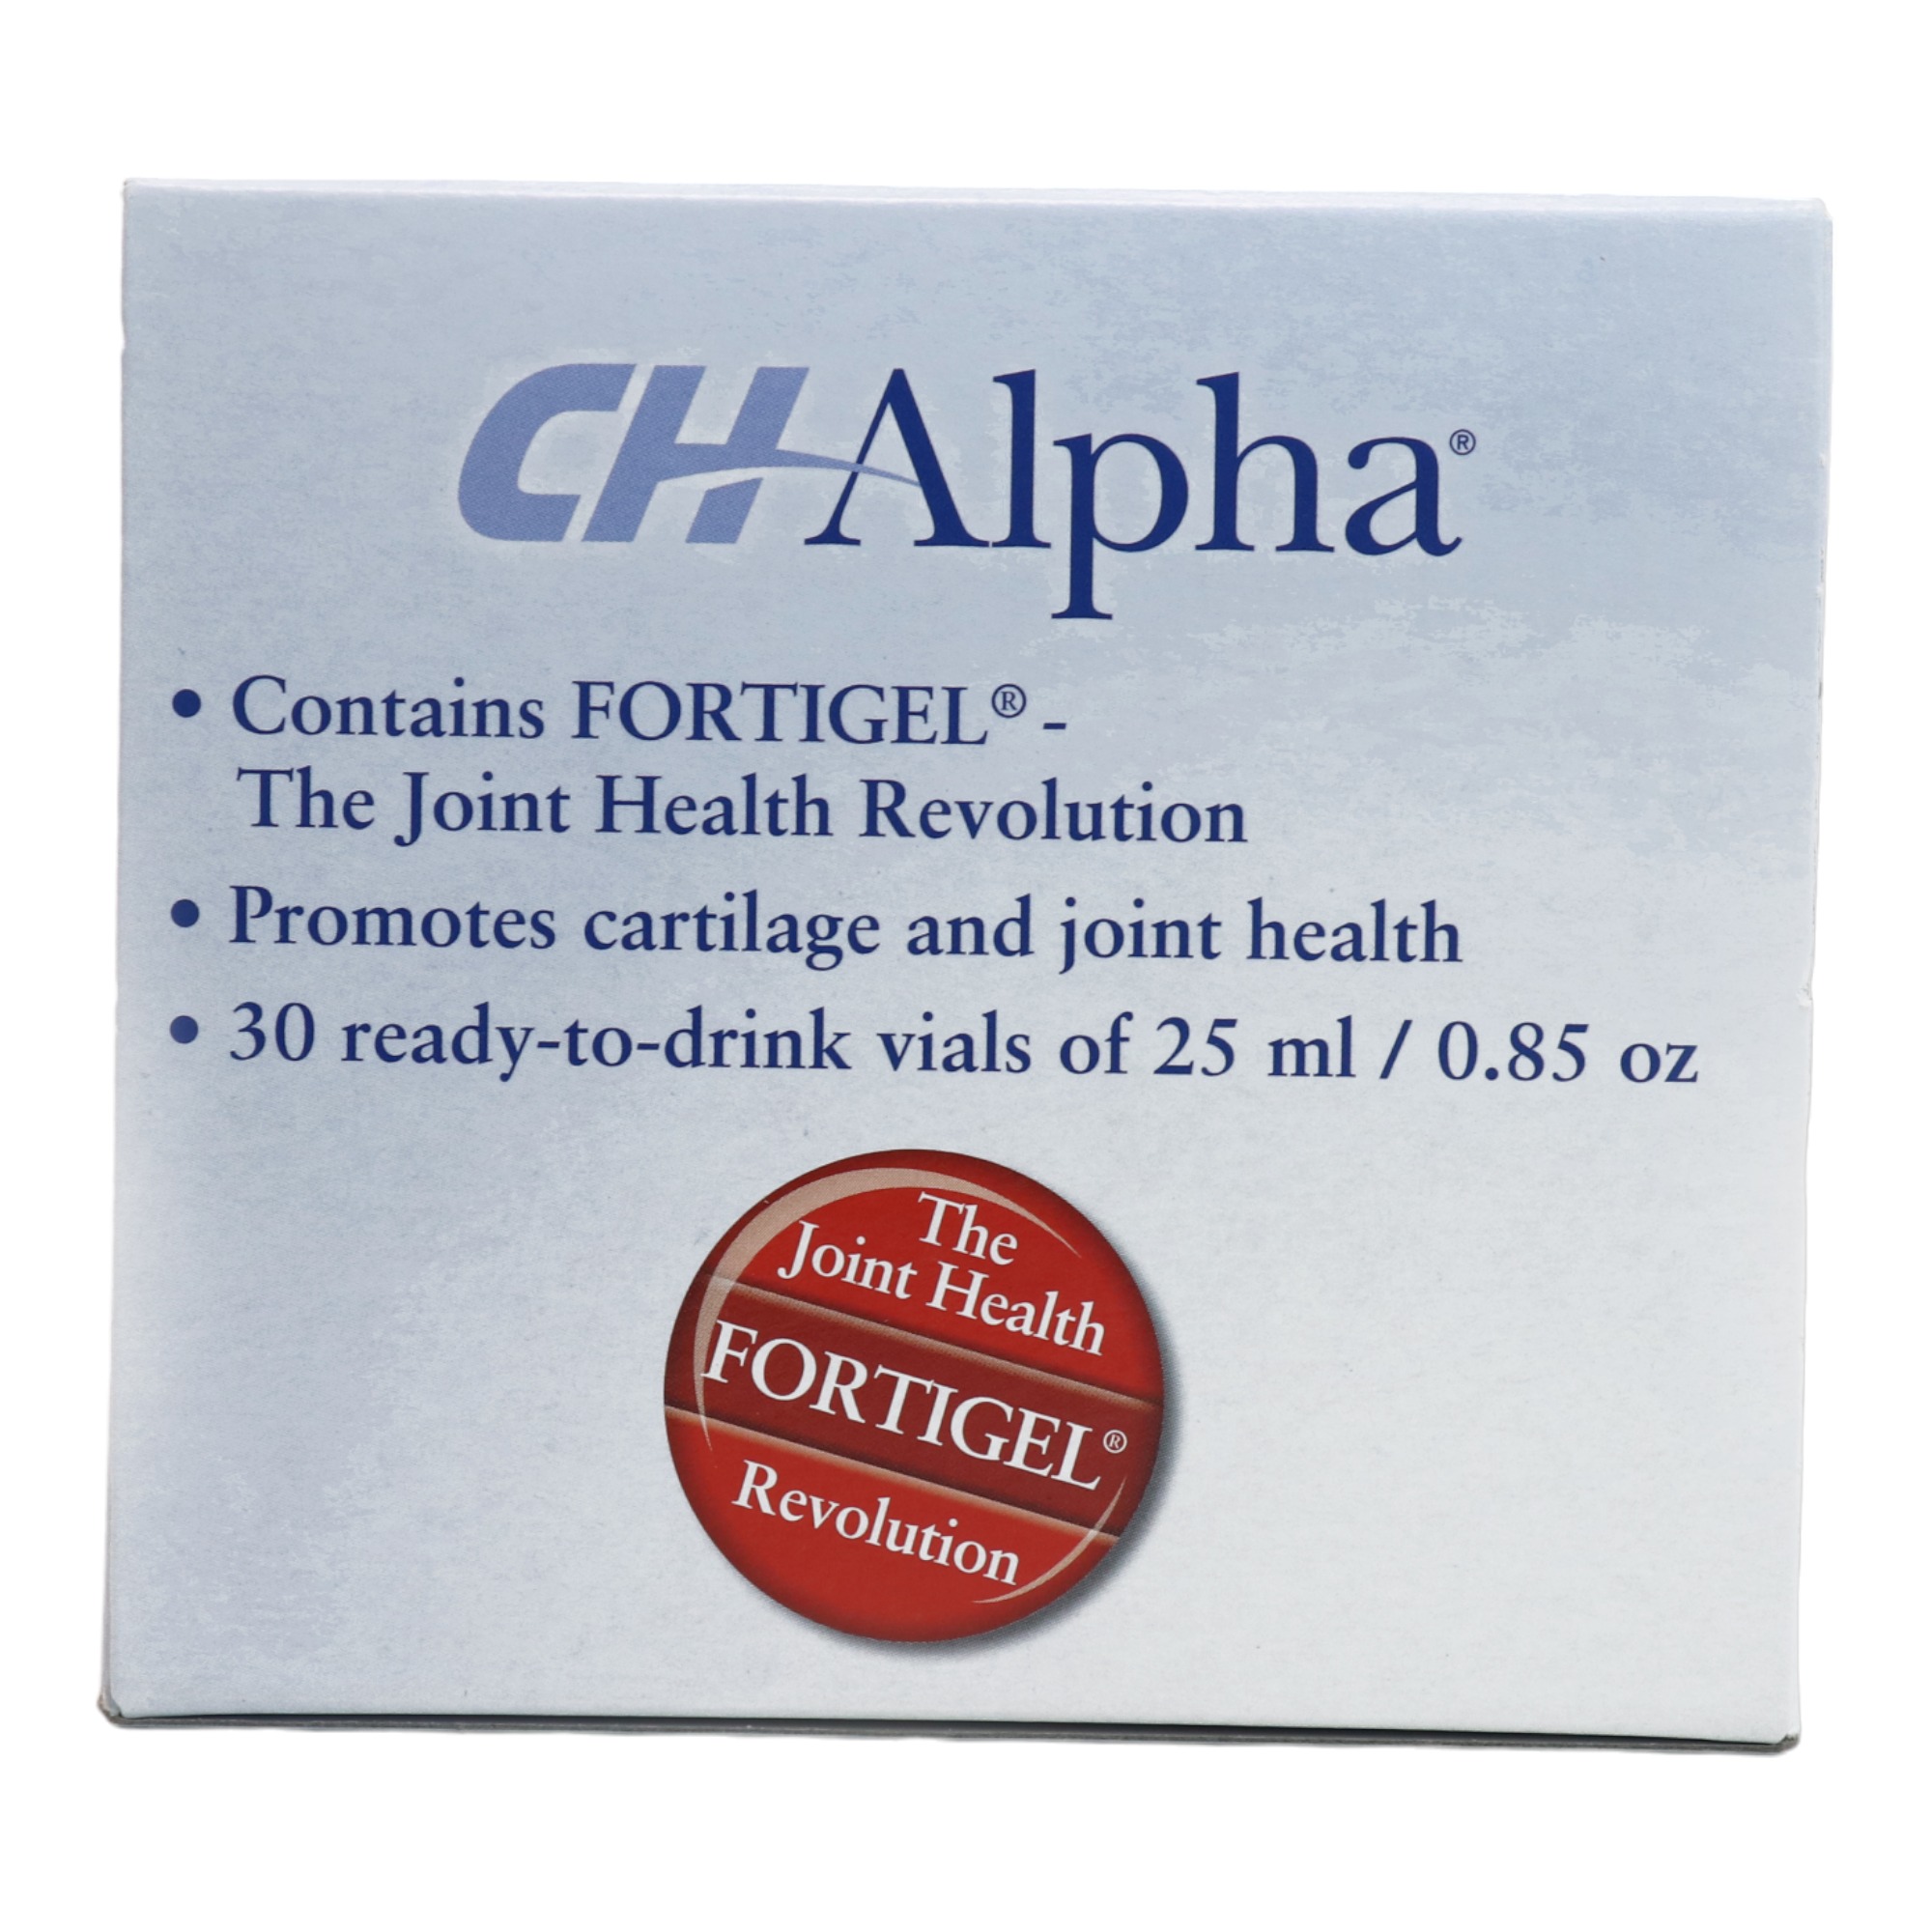 CH-Alpha®
• Contains FORTIGEL® -
The Joint Health Revolution
• Promotes cartilage and joint health
• 30 ready-to-drink vials of 25 ml / 0.85 oz
The
Joint Health
FORTIGEL®
Revolution